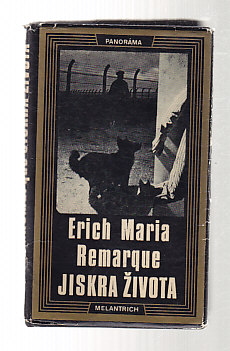 PANORÁMA
Erich Maria
Remarque
JISKRA ŽIVOTA
MELANTRICH